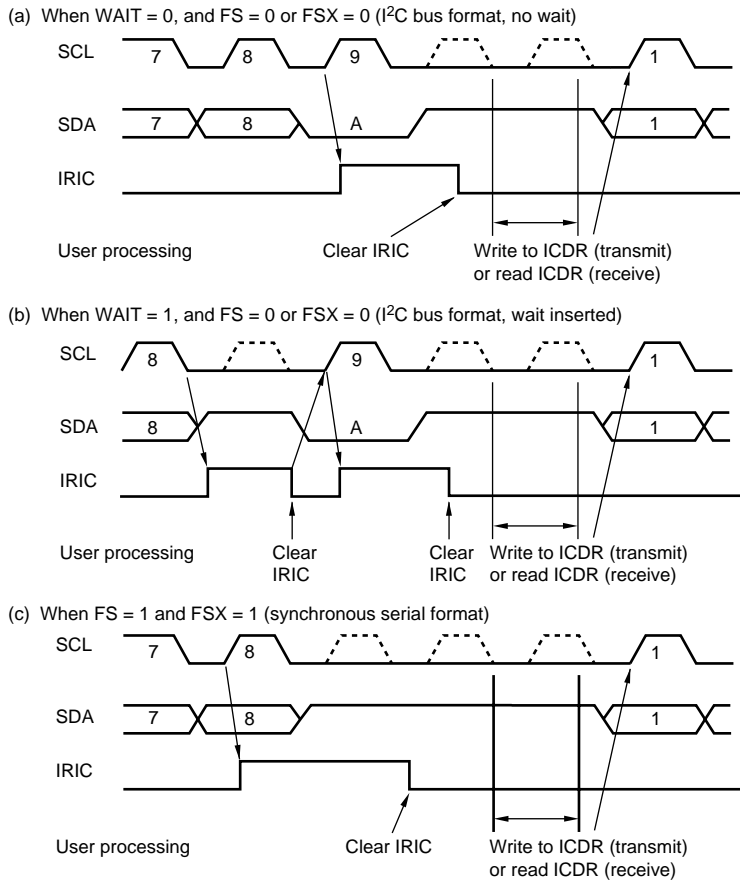 (a) When WAIT = 0, and FS = 0 or FSX = 0 (I²C bus format, no wait)
SCL 7 8 9 1
SDA 7 8 A 1
IRIC
User processing Clear IRIC Write to ICDR (transmit)
or read ICDR (receive)
(b) When WAIT = 1, and FS = 0 or FSX = 0 (I²C bus format, wait inserted)
SCL 8 9 1
SDA 8 A 1
IRIC
User processing Clear Clear Write to ICDR (transmit)
IRIC IRIC or read ICDR (receive)
(c) When FS = 1 and FSX = 1 (synchronous serial format)
SCL 7 8 1
SDA 7 8 1
IRIC
User processing Clear IRIC Write to ICDR (transmit)
or read ICDR (receive)